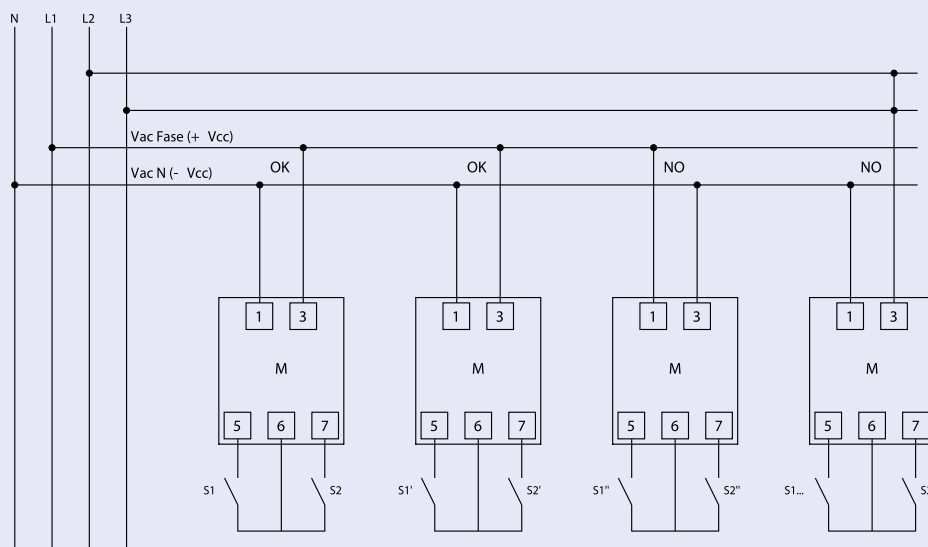 N L1 L2 L3
Vac Fase (+ Vcc)
Vac N (- Vcc)
OK OK NO NO
1 3 1 3 1 3 1 3
M M M M
5 6 7 5 6 7 5 6 7 5 6 7
S1 S2 S1' S2' S1" S2" S1...